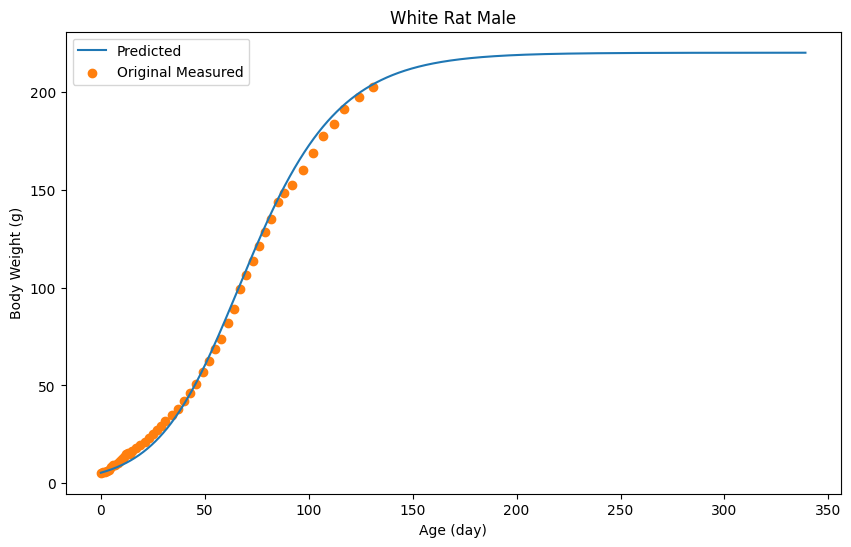 White Rat Male
Predicted
Original Measured
Body Weight (g)
200
150
100
50
0
0 50 100 150 200 250 300 350
Age (day)